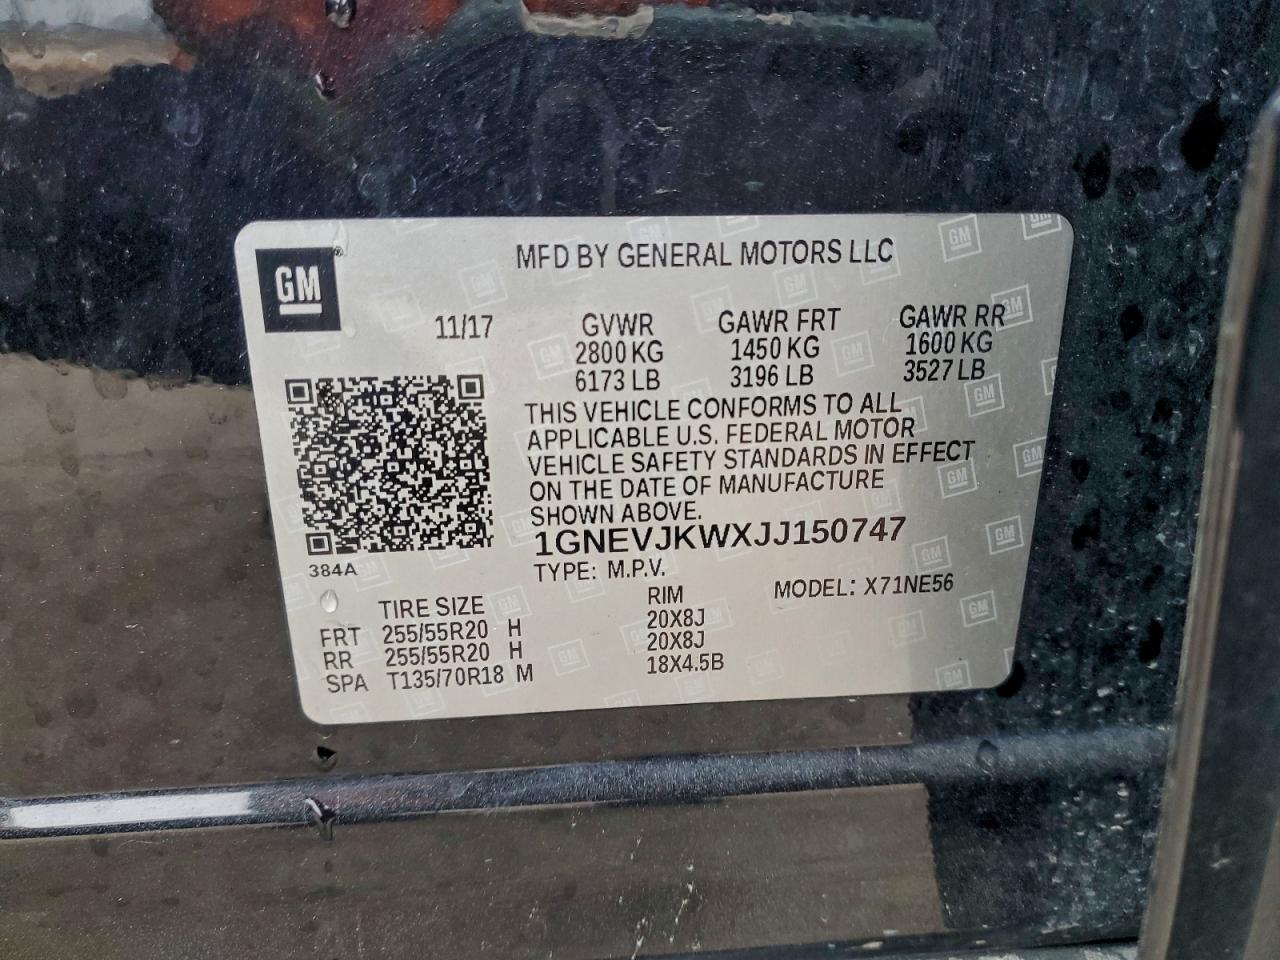 GM
MFD BY GENERAL MOTORS LLC
11/17 GVWR GAWR FRT GAWR RR
2800 KG 1450 KG 1600 KG
6173 LB 3196 LB 3527 LB
THIS VEHICLE CONFORMS TO ALL
APPLICABLE U.S. FEDERAL MOTOR
VEHICLE SAFETY STANDARDS IN EFFECT
ON THE DATE OF MANUFACTURE
SHOWN ABOVE.
1GNEVJKWXJJ150747
384A
TYPE: M.P.V. MODEL: X71NE56
TIRE SIZE RIM
FRT 255/55R20 H 20X8J
RR 255/55R20 H 20X8J
SPA T135/70R18 M 18X4.5B